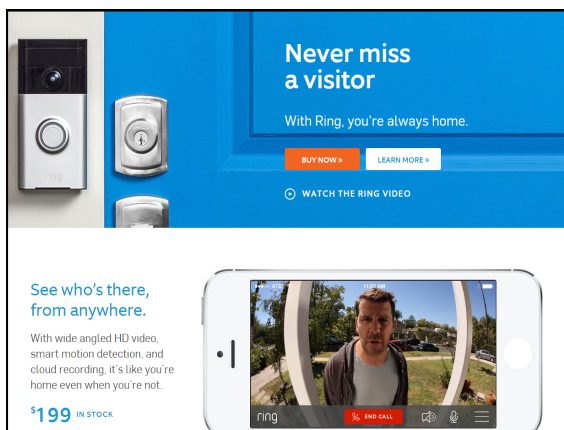 Never miss
a visitor
With Ring, you're always home.
BUY NOW »
LEARN MORE »
WATCH THE RING VIDEO
ring
See who's there,
from anywhere.
With wide angled HD video,
smart motion detection, and
cloud recording, it's like you're
home even when you're not.
$199 IN STOCK
AT&T
ring
END CALL